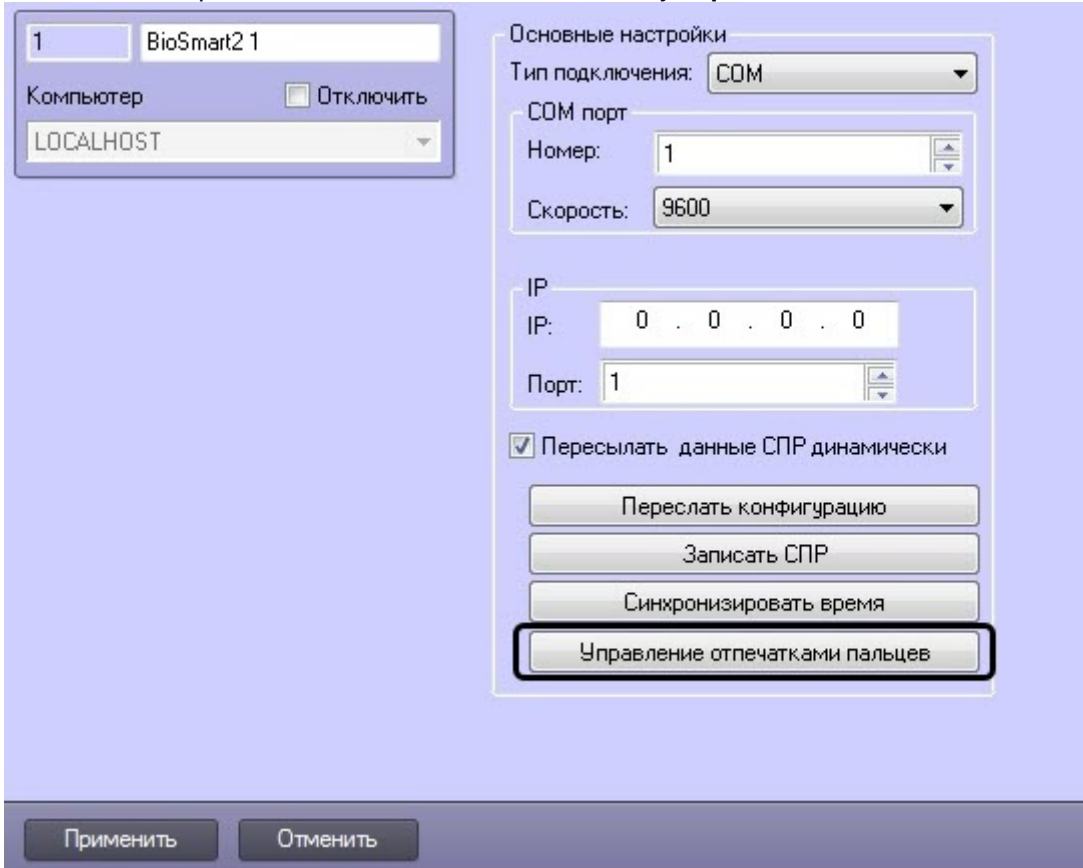 1 BioSmart2 1
Компьютер Отключить
LOCALHOST
Основные настройки
Тип подключения: COM
COM порт
Номер: 1
Скорость: 9600
IP
IP: 0 . 0 . 0 . 0
Порт: 1
Пересылать данные СПР динамически
Переслать конфигурацию
Записать СПР
Синхронизировать время
Управление отпечатками пальцев
Применить Отменить